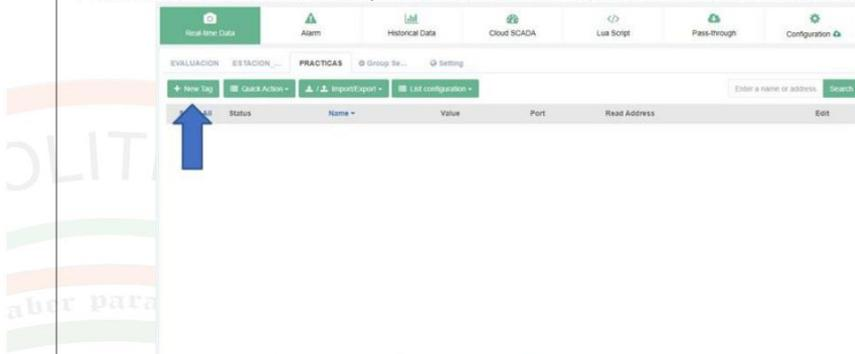 Real-time Data Alarm Historical Data Cloud SCADA Lua Script Pass-through Configuration
EVALUACION ESTACION_... PRACTICAS Group Se... Setting
+ New Tag Quick Action / Import/Export List configuration Enter a name or address Search
All Status Name Value Port Read Address Edit
OLITI
abor para